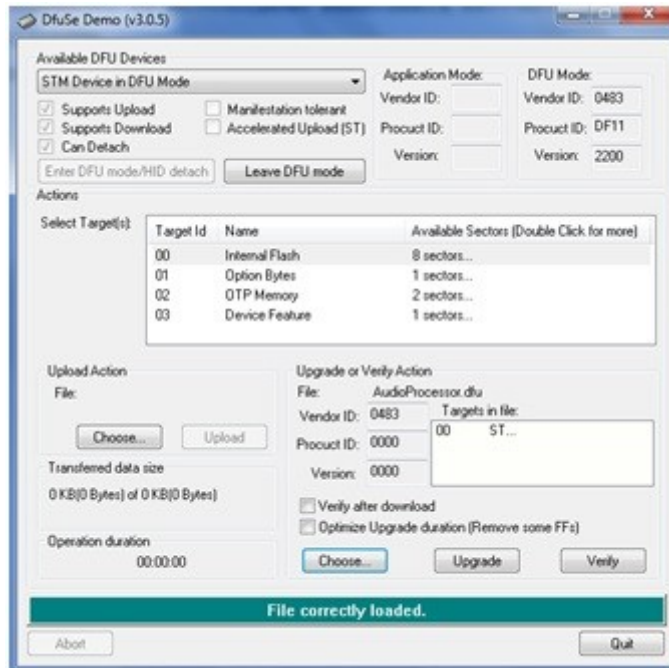 DfuSe Demo (v3.0.5)
Available DFU Devices
STM Device in DFU Mode
Supports Upload
Manifestation tolerant
Supports Download
Accelerated Upload (ST)
Can Detach
Enter DFU mode/HID detach
Leave DFU mode
Application Mode:
Vendor ID:
Procuct ID:
Version:
DFU Mode:
Vendor ID: 0483
Procuct ID: DF11
Version: 2200
Actions
Select Target(s):
Target Id Name Available Sectors (Double Click for more)
00 Internal Flash 8 sectors...
01 Option Bytes 1 sectors...
02 OTP Memory 2 sectors...
03 Device Feature 1 sectors...
Upload Action
File:
Choose... Upload
Transferred data size
0 KB(0 Bytes) of 0 KB(0 Bytes)
Operation duration
00:00:00
Upgrade or Verify Action
File: AudioProcessor.dfu
Vendor ID: 0483
Procuct ID: 0000
Version: 0000
Targets in file:
00 ST...
Verify after download
Optimize Upgrade duration (Remove some FFs)
Choose... Upgrade Verify
File correctly loaded.
Abort Quit